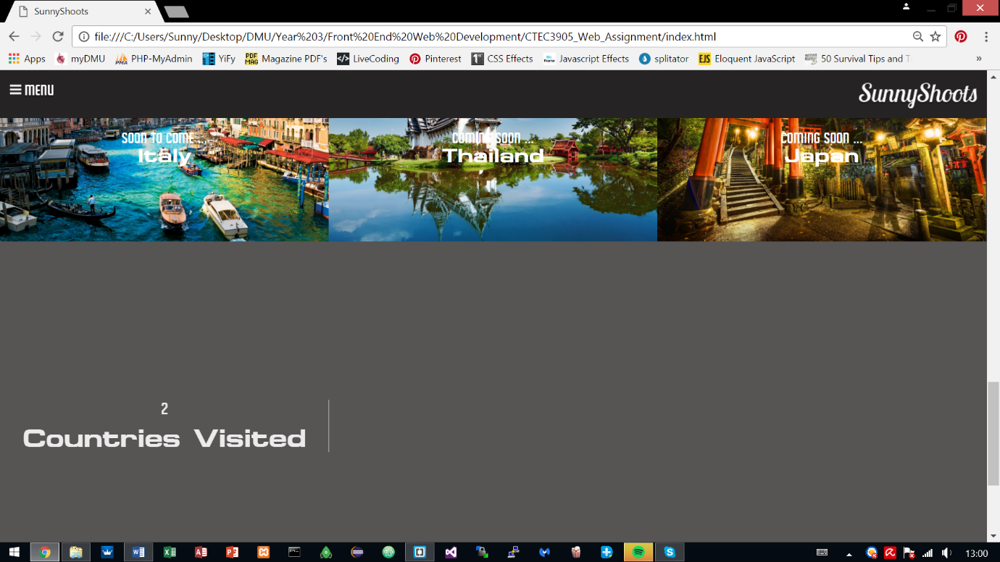 SunnyShoots
file:///C:/Users/Sunny/Desktop/DMU/Year%203/Front%20End%20Web%20Development/CTEC3905_Web_Assignment/index.html
Apps myDMU PHP-MyAdmin YiFy Magazine PDF's LiveCoding Pinterest CSS Effects Javascript Effects splitator Eloquent JavaScript 50 Survival Tips and T
MENU SunnyShoots
SOON TO COME ... COMING SOON ... COMING SOON ...
Italy Thailand Japan
2
Countries Visited
13:00